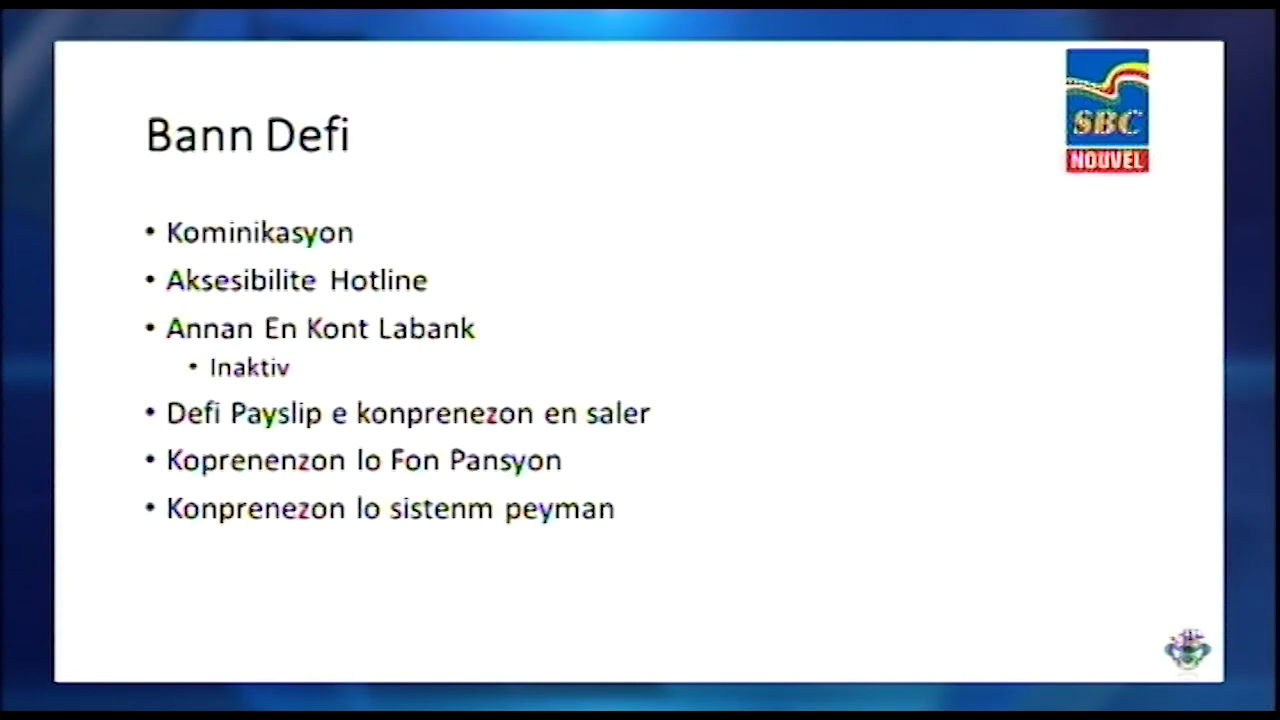 SBC
NOUVEL
Bann Defi
• Kominikasyon
• Aksesibilite Hotline
• Annan En Kont Labank
• Inaktiv
• Defi Payslip e konprenezon en saler
• Koprenenzon lo Fon Pansyon
• Konprenezon lo sistenm peyman